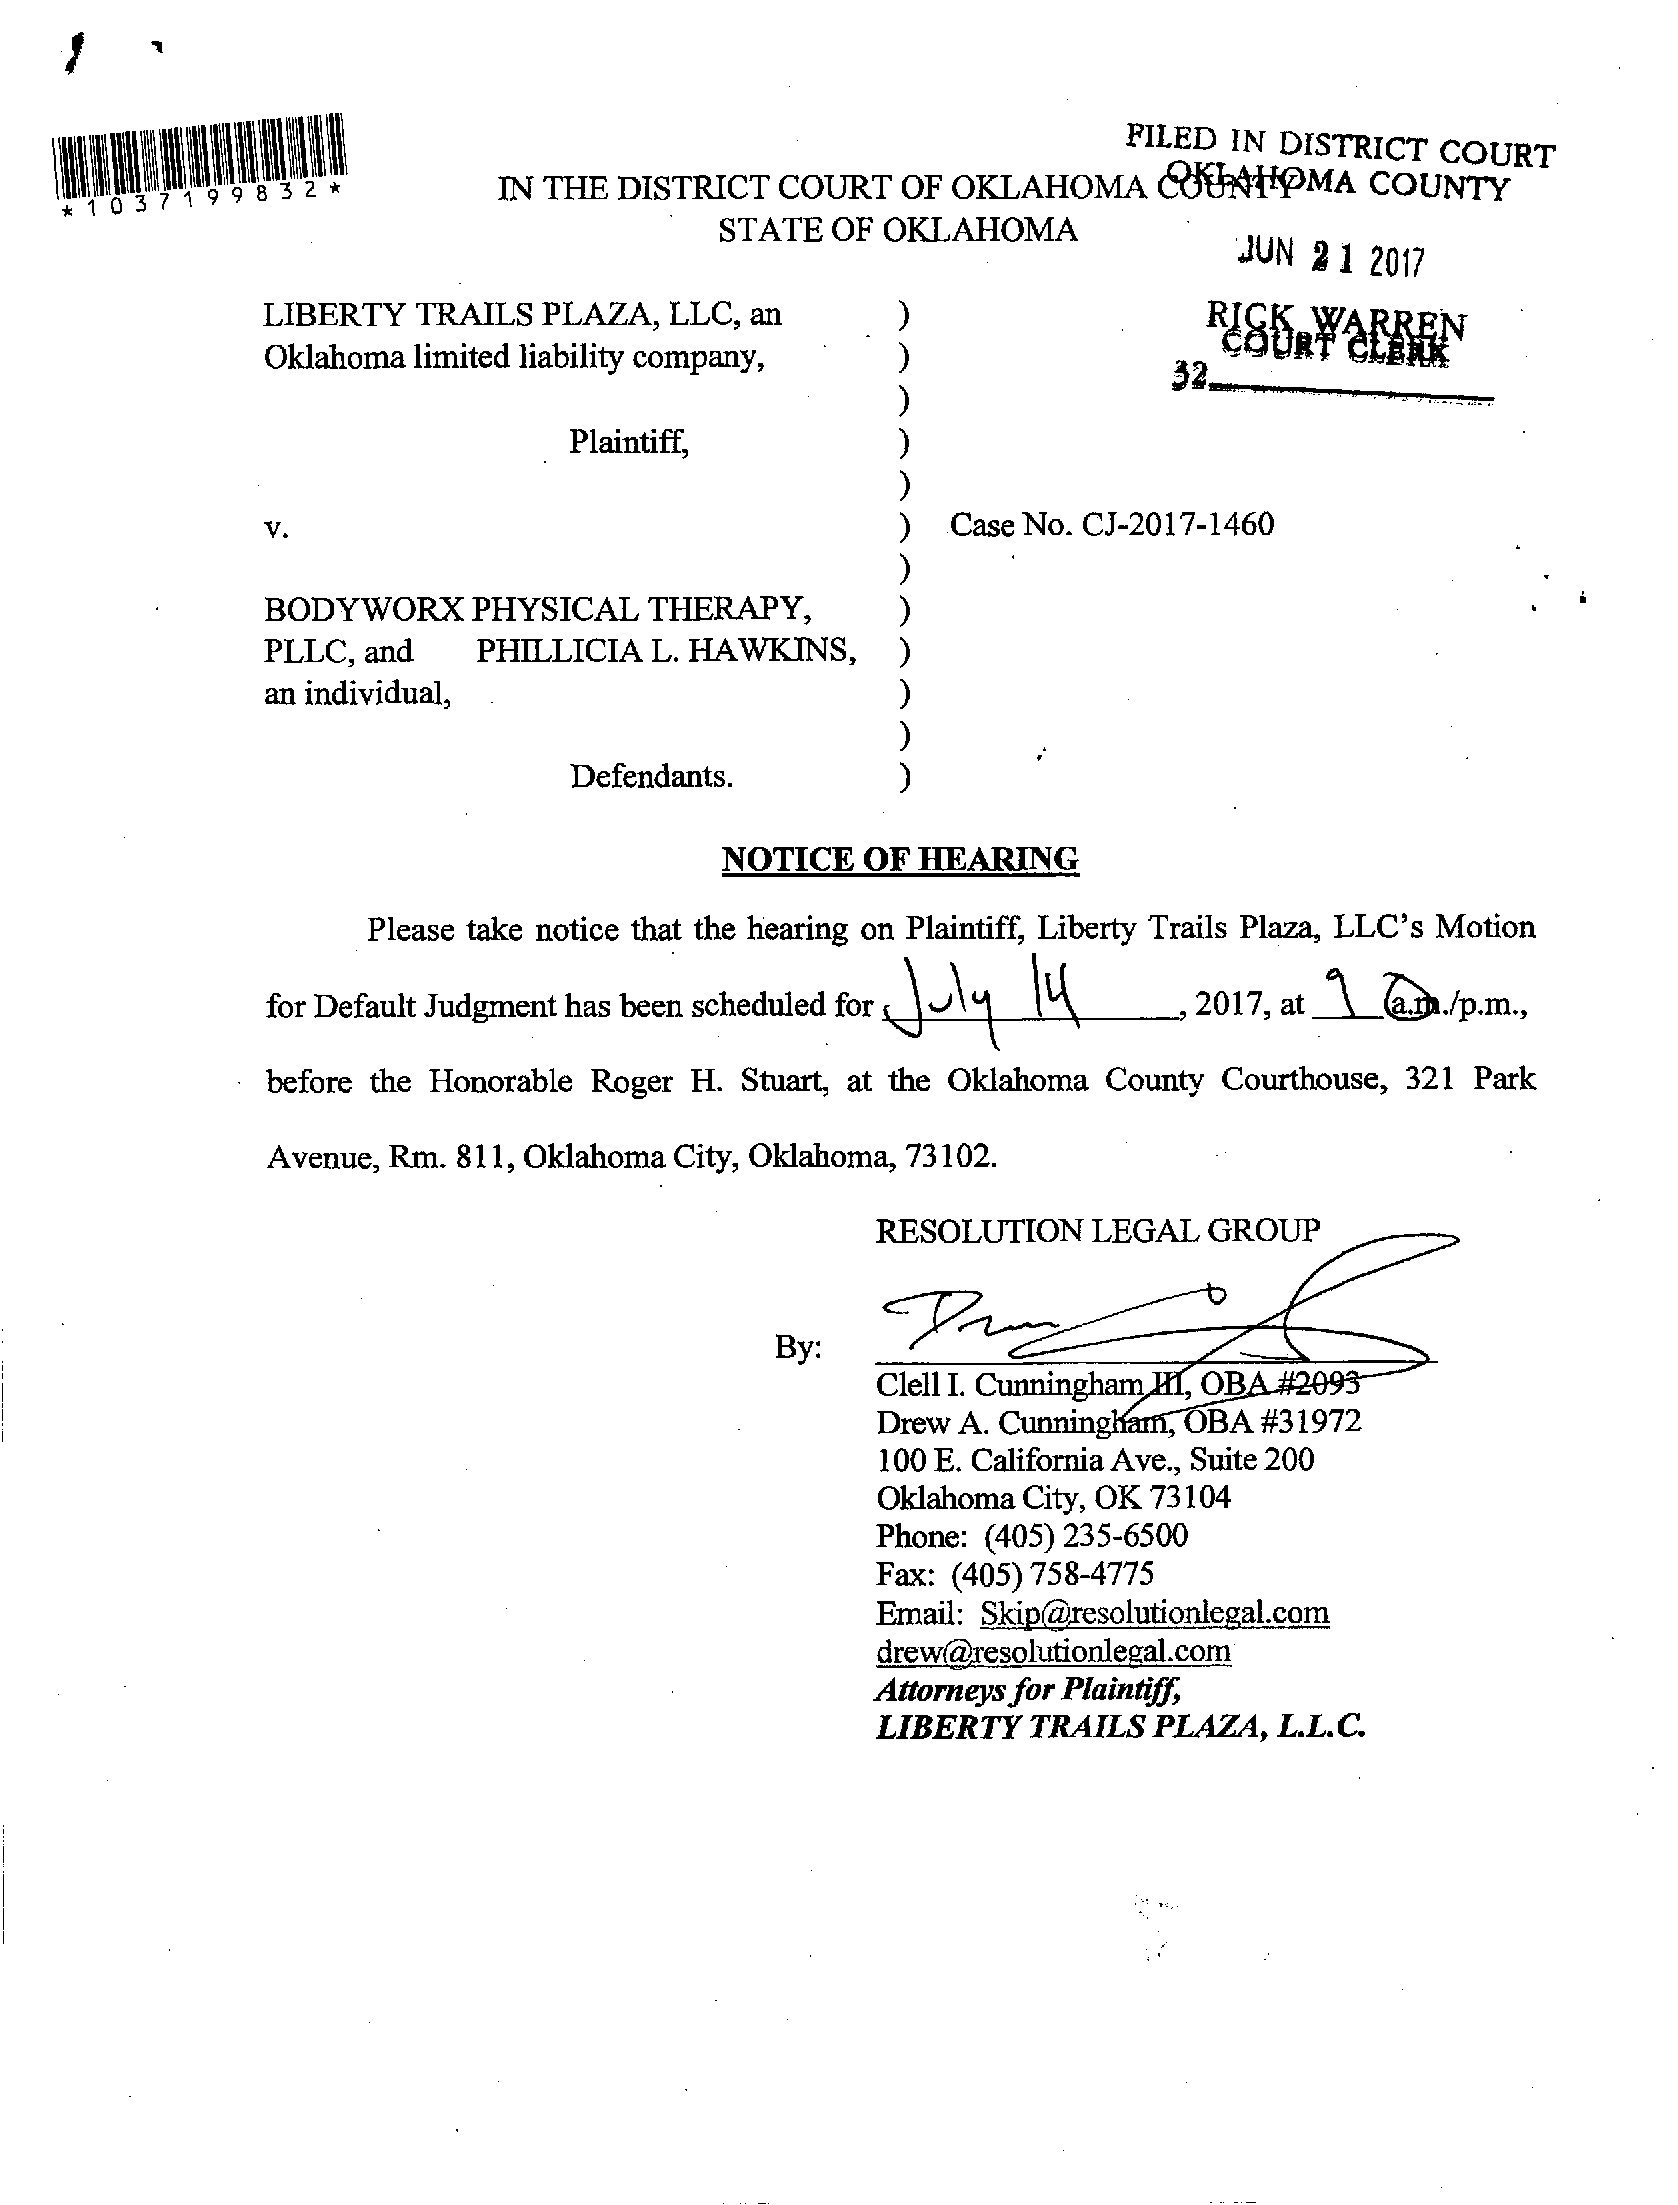 *1037199832*
FILED IN DISTRICT COURT
OKLAHOMA COUNTY
IN THE DISTRICT COURT OF OKLAHOMA COUNTY
STATE OF OKLAHOMA
JUN 21 2017
RICK WARREN
COURT CLERK
32
LIBERTY TRAILS PLAZA, LLC, an )
Oklahoma limited liability company, )
)
Plaintiff, )
)
v. ) Case No. CJ-2017-1460
)
BODYWORX PHYSICAL THERAPY, )
PLLC, and PHILLICIA L. HAWKINS, )
an individual, )
)
Defendants. )
NOTICE OF HEARING
Please take notice that the hearing on Plaintiff, Liberty Trails Plaza, LLC's Motion
for Default Judgment has been scheduled for July 14, 2017, at 9 a.m./p.m.,
before the Honorable Roger H. Stuart, at the Oklahoma County Courthouse, 321 Park
Avenue, Rm. 811, Oklahoma City, Oklahoma, 73102.
RESOLUTION LEGAL GROUP
By:
Clell I. Cunningham III, OBA #2093
Drew A. Cunningham, OBA #31972
100 E. California Ave., Suite 200
Oklahoma City, OK 73104
Phone: (405) 235-6500
Fax: (405) 758-4775
Email: Skip@resolutionlegal.com
drew@resolutionlegal.com
Attorneys for Plaintiff,
LIBERTY TRAILS PLAZA, L.L.C.